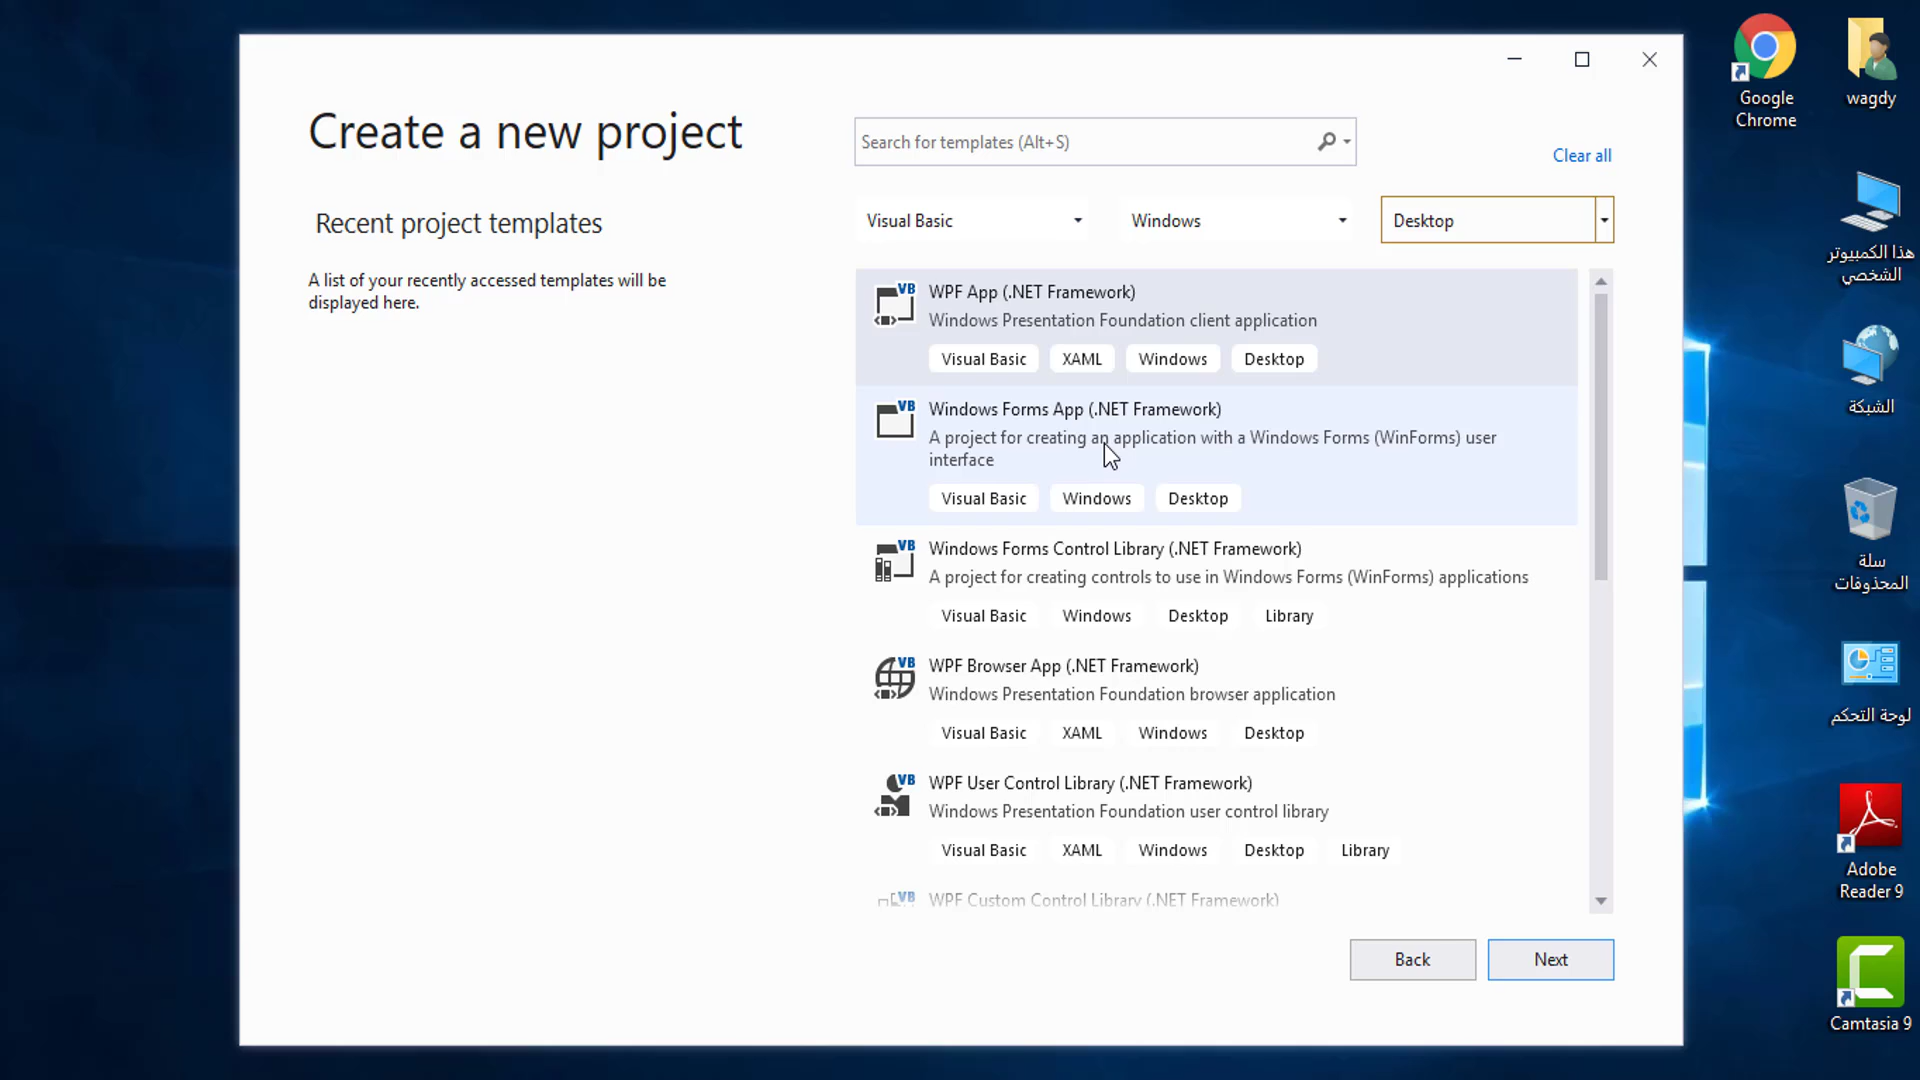 Create a new project
Search for templates (Alt+S)
Clear all
Recent project templates
A list of your recently accessed templates will be
displayed here.
Visual Basic
Windows
Desktop
VB
WPF App (.NET Framework)
Windows Presentation Foundation client application
Visual Basic XAML Windows Desktop
VB
Windows Forms App (.NET Framework)
A project for creating an application with a Windows Forms (WinForms) user
interface
Visual Basic Windows Desktop
VB
Windows Forms Control Library (.NET Framework)
A project for creating controls to use in Windows Forms (WinForms) applications
Visual Basic Windows Desktop Library
VB
WPF Browser App (.NET Framework)
Windows Presentation Foundation browser application
Visual Basic XAML Windows Desktop
VB
WPF User Control Library (.NET Framework)
Windows Presentation Foundation user control library
Visual Basic XAML Windows Desktop Library
VB
WPF Custom Control Library (.NET Framework)
Back
Next
Google
Chrome
wagdy
هذا الكمبيوتر
الشخصي
الشبكة
سلة
المحذوفات
لوحة التحكم
Adobe
Reader 9
Camtasia 9